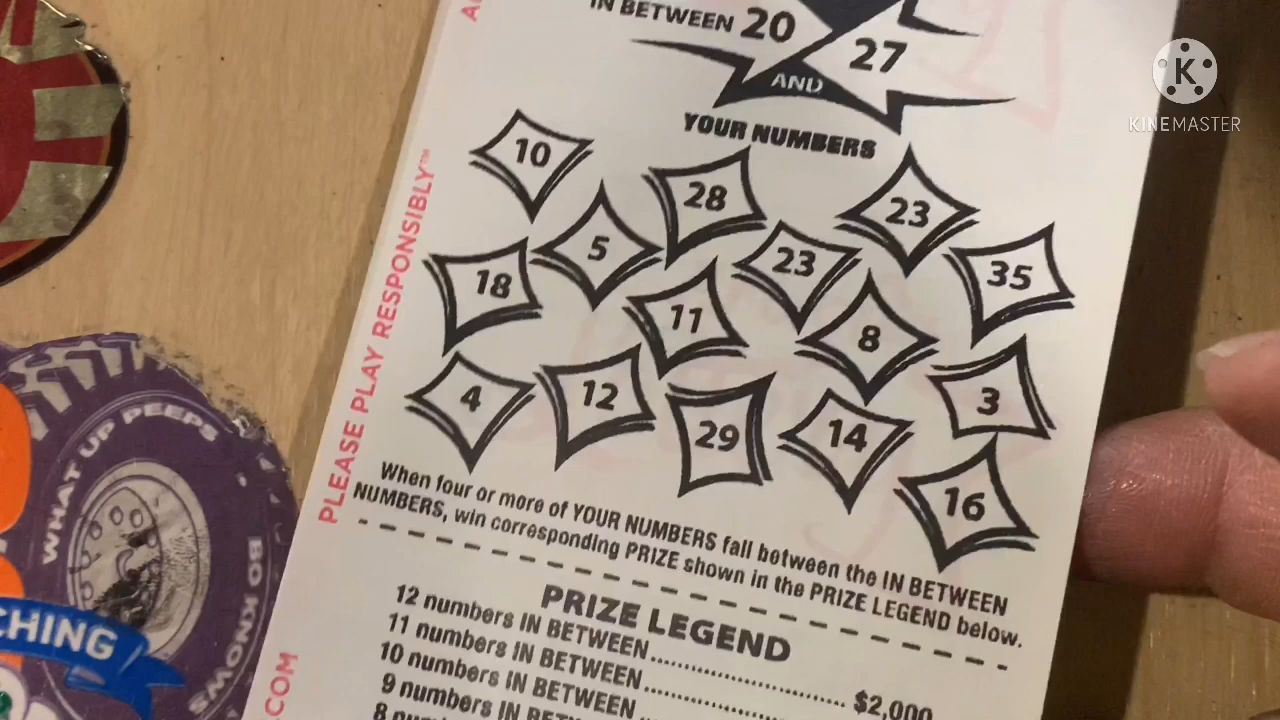 IN BETWEEN 20
27
AND
YOUR NUMBERS
10
28
23
5
23
35
18
11
8
4
12
29
14
3
16
When four or more of YOUR NUMBERS fall between the IN BETWEEN
NUMBERS, win corresponding PRIZE shown in the PRIZE LEGEND below.
PRIZE LEGEND
12 numbers IN BETWEEN.......................... $2,000
11 numbers IN BETWEEN
10 numbers IN BETWEEN
9 numbers IN
8
PLEASE PLAY RESPONSIBLY™
.COM
WHAT UP PEEPS
BO KNOWS
CHING
K
KINEMASTER